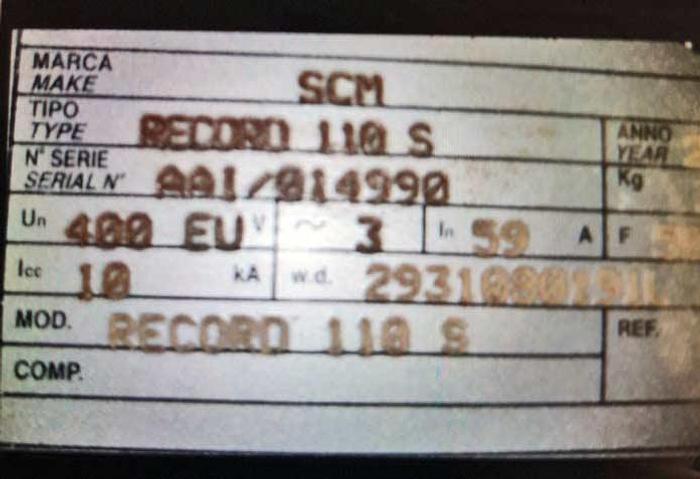 MARCA
MAKE SCM
TIPO
TYPE RECORD 110 S ANNO
YEAR
N° SERIE
SERIAL N° AA1/014990 Kg
Un 400 EU V ~ 3 In 59 A F
Icc 10 kA w.d.
MOD. RECORD 110 S REF.
COMP.